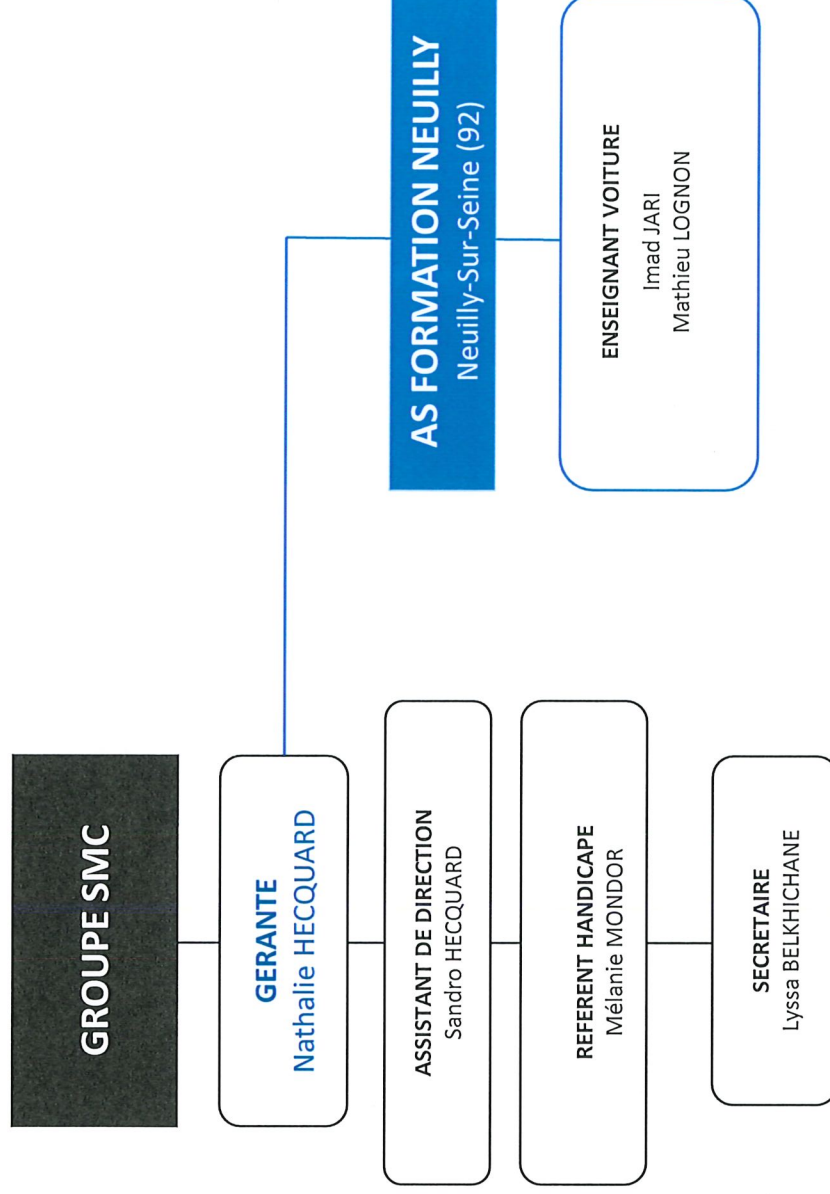 GROUPE SMC
GERANTE
Nathalie HECQUARD
ASSISTANT DE DIRECTION
Sandro HECQUARD
REFERENT HANDICAPE
Mélanie MONDOR
SECRETAIRE
Lyssa BELKHICHANE
AS FORMATION NEUILLY
Neuilly-Sur-Seine (92)
ENSEIGNANT VOITURE
Imad JARI
Mathieu LOGNON